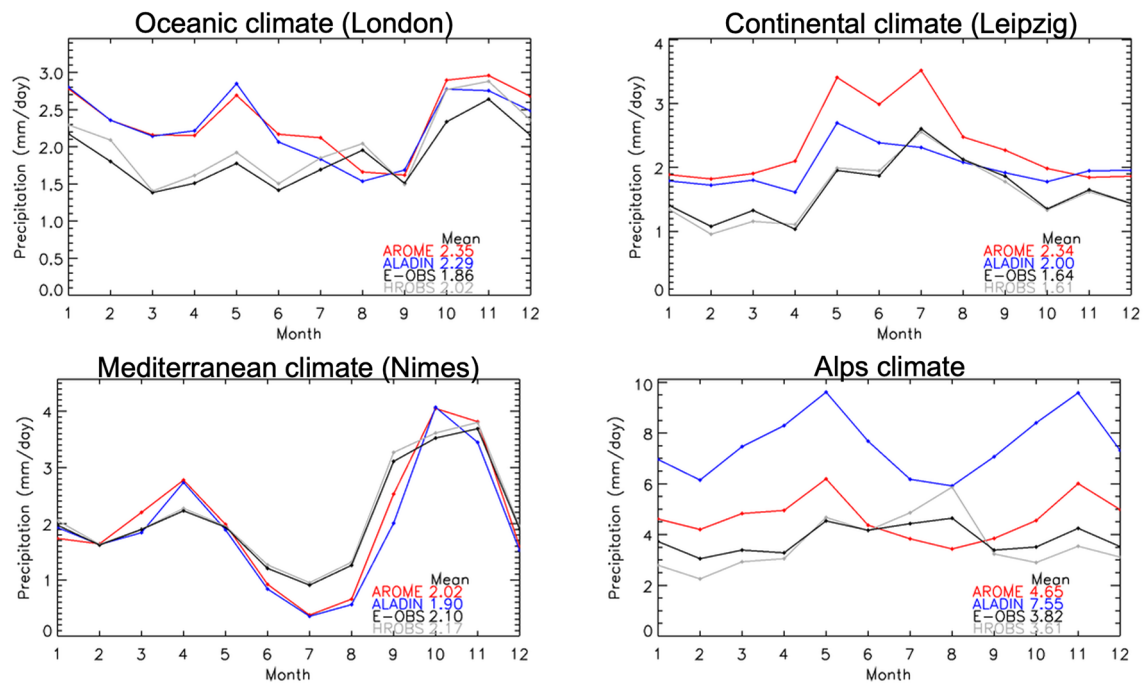 Oceanic climate (London)
Precipitation (mm/day)
3.0
2.5
2.0
1.5
1.0
0.5
0.0
Mean
AROME 2.35
ALADIN 2.29
E-OBS 1.86
HROBS 2.02
1 2 3 4 5 6 7 8 9 10 11 12
Month
Continental climate (Leipzig)
Precipitation (mm/day)
4
3
2
1
0
Mean
AROME 2.34
ALADIN 2.00
E-OBS 1.64
HROBS 1.61
1 2 3 4 5 6 7 8 9 10 11 12
Month
Mediterranean climate (Nimes)
Precipitation (mm/day)
4
3
2
1
0
Mean
AROME 2.02
ALADIN 1.90
E-OBS 2.10
HROBS 2.17
1 2 3 4 5 6 7 8 9 10 11 12
Month
Alps climate
Precipitation (mm/day)
10
8
6
4
2
0
Mean
AROME 4.65
ALADIN 7.55
E-OBS 3.82
HROBS 3.61
1 2 3 4 5 6 7 8 9 10 11 12
Month